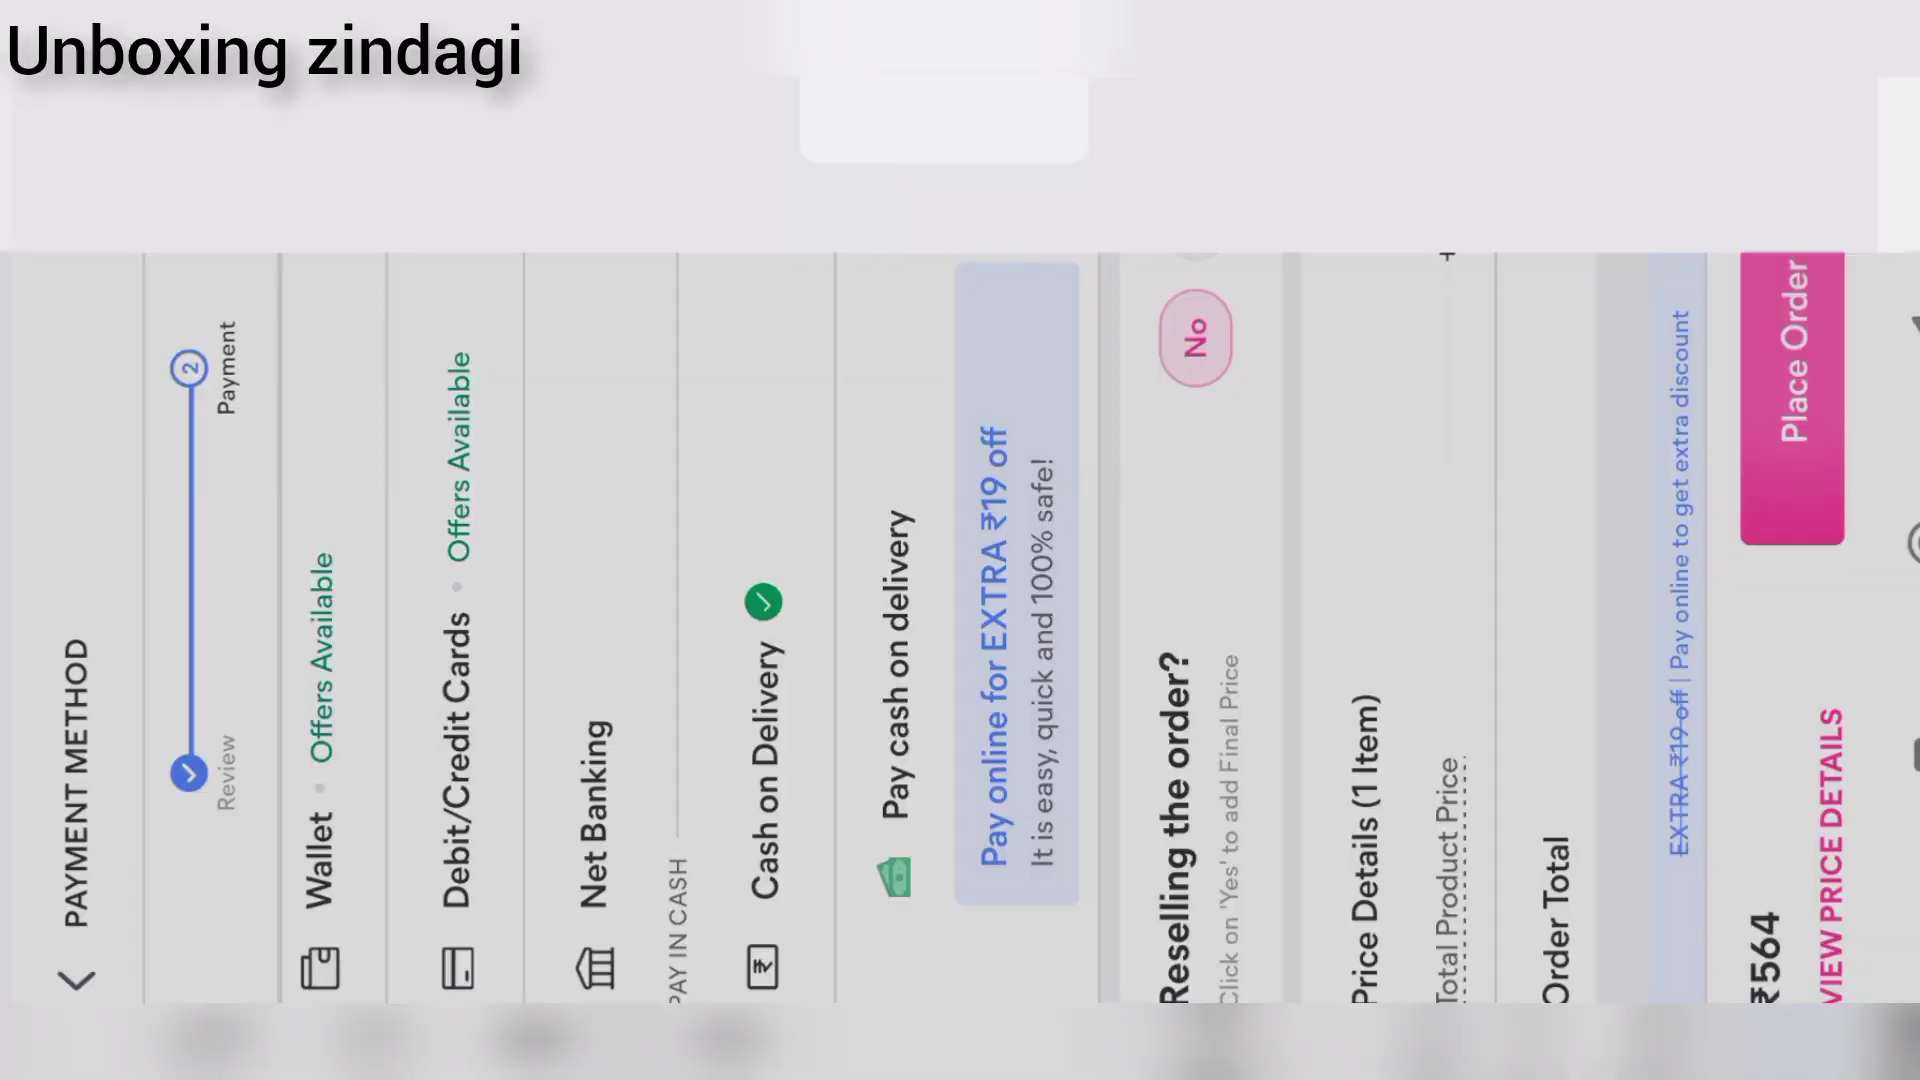 Unboxing zindagi
PAYMENT METHOD
Review
2
Payment
Wallet • Offers Available
Debit/Credit Cards • Offers Available
Net Banking
PAY IN CASH
Cash on Delivery
Pay cash on delivery
Pay online for EXTRA ₹19 off
It is easy, quick and 100% safe!
Reselling the order?
No
Click on 'Yes' to add Final Price
Price Details (1 Item)
Total Product Price
+
Order Total
EXTRA ₹19 off | Pay online to get extra discount
₹564
Place Order
VIEW PRICE DETAILS